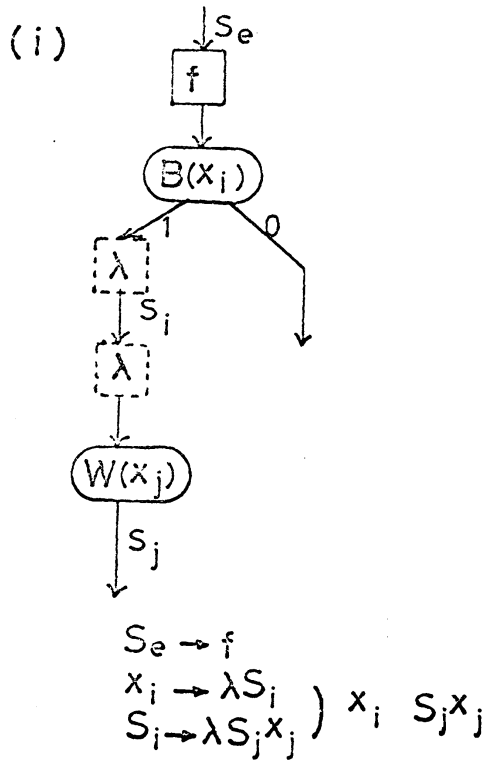 (i)
Se
f
B(xi)
1 0
λ
Si
λ
W(xj)
Sj
Se → f
xi → λSi
Si → λSjxj ) xi Sjxj